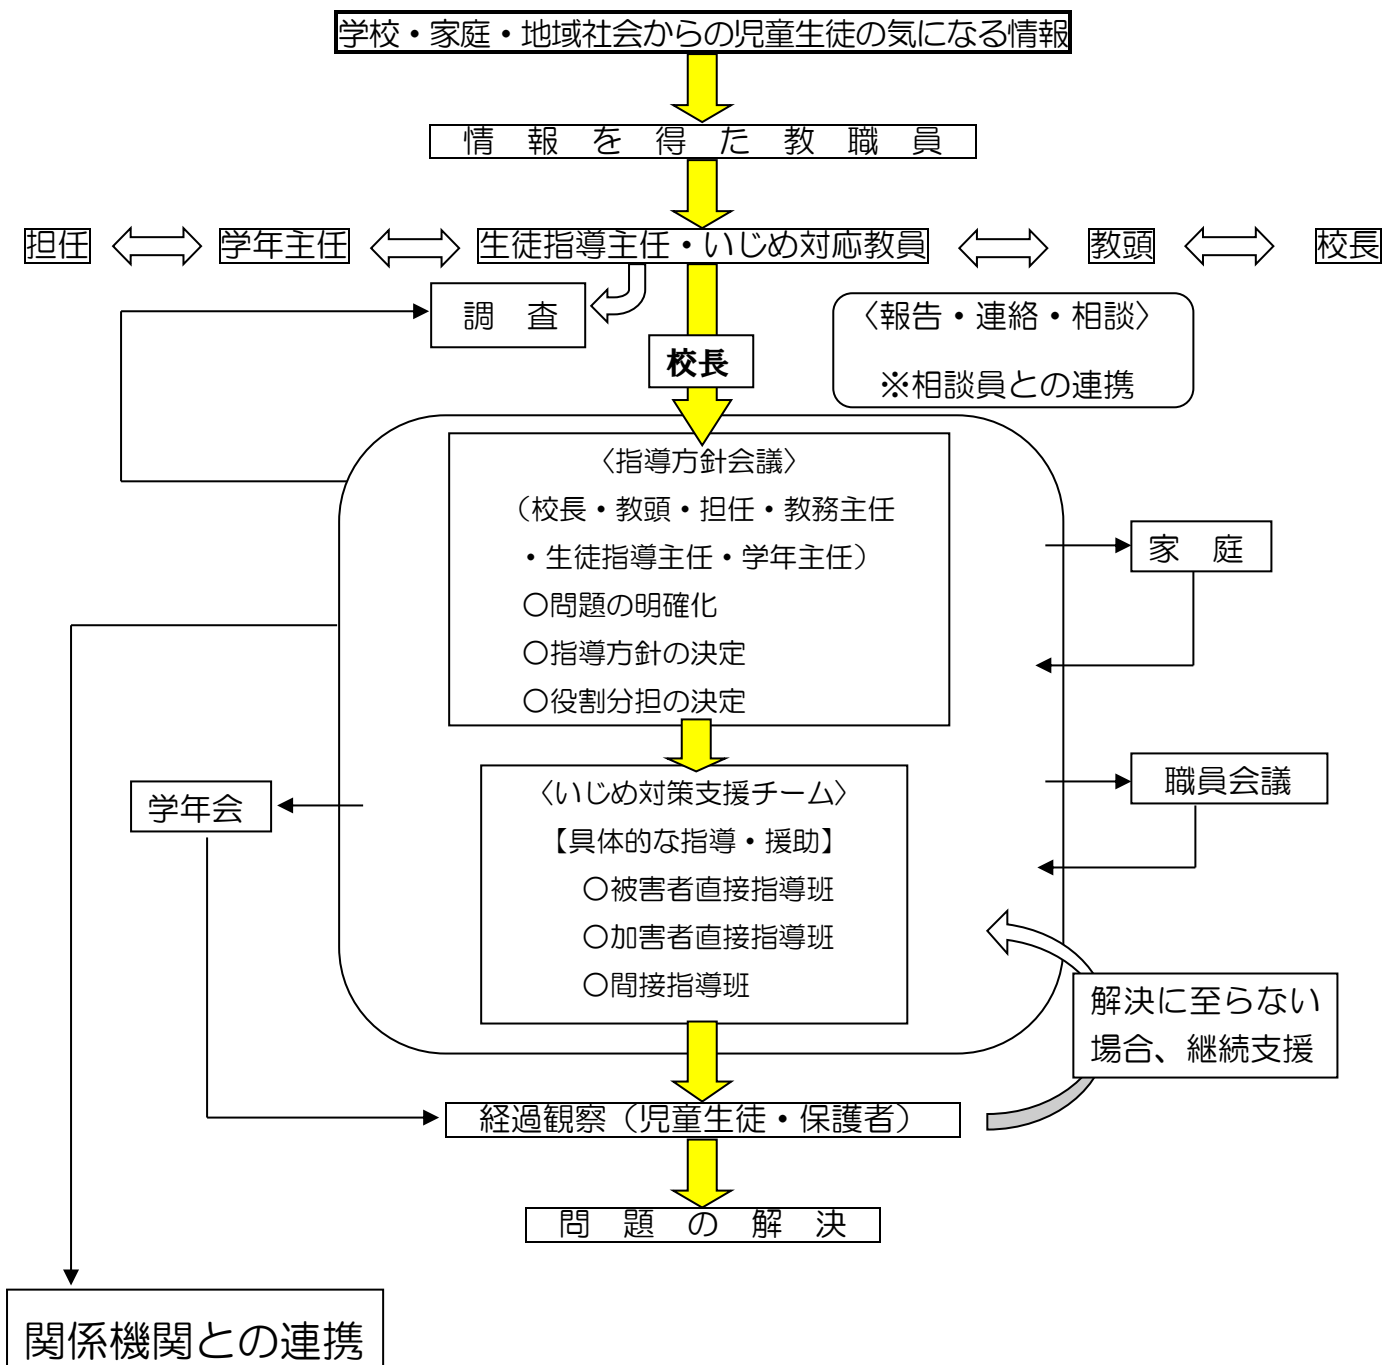 学校・家庭・地域社会からの児童生徒の気になる情報
情　報　を　得　た　教　職　員
担任
学年主任
生徒指導主任・いじめ対応教員
教頭
校長
調　査
〈報告・連絡・相談〉
※相談員との連携
校長
〈指導方針会議〉
（校長・教頭・担任・教務主任
・生徒指導主任・学年主任）
○問題の明確化
○指導方針の決定
○役割分担の決定
家　庭
職員会議
学年会
〈いじめ対策支援チーム〉
【具体的な指導・援助】
○被害者直接指導班
○加害者直接指導班
○間接指導班
解決に至らない
場合、継続支援
経過観察（児童生徒・保護者）
問　題　の　解　決
関係機関との連携